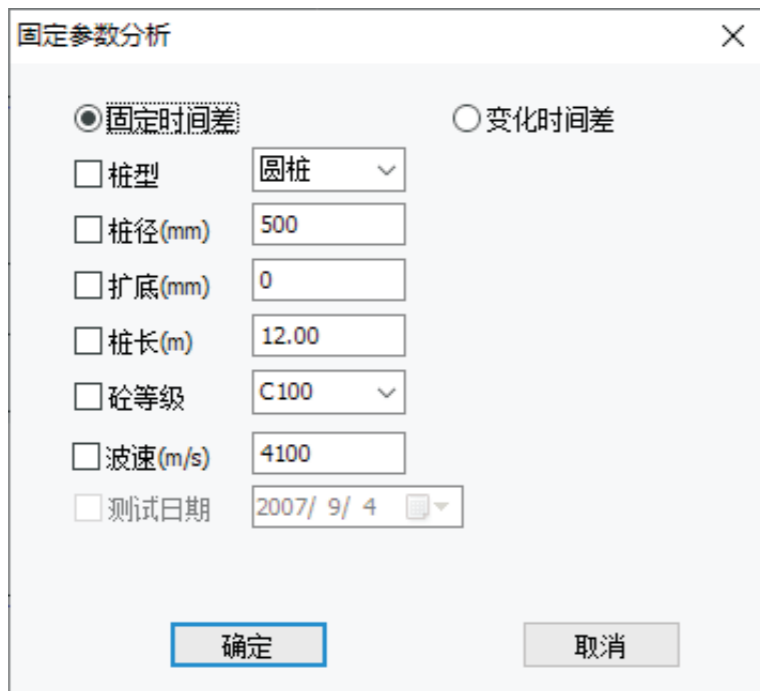 固定参数分析
固定时间差 变化时间差
桩型 圆桩
桩径(mm) 500
扩底(mm) 0
桩长(m) 12.00
砼等级 C100
波速(m/s) 4100
测试日期 2007/ 9/ 4
确定 取消